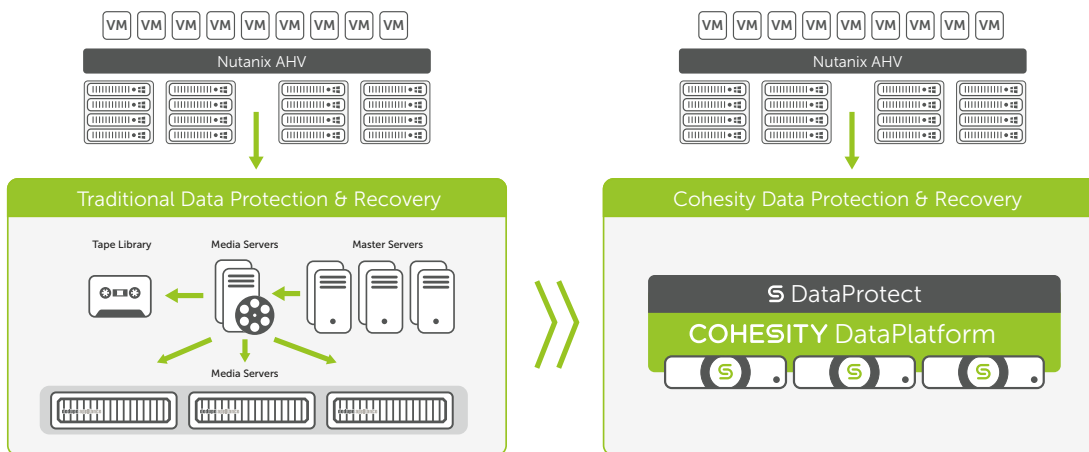 VM VM VM VM VM VM VM VM VM
Nutanix AHV
Traditional Data Protection & Recovery
Tape Library
Media Servers
Master Servers
Media Servers
VM VM VM VM VM VM VM VM VM
Nutanix AHV
Cohesity Data Protection & Recovery
S DataProtect
COHESITY DataPlatform
S S S